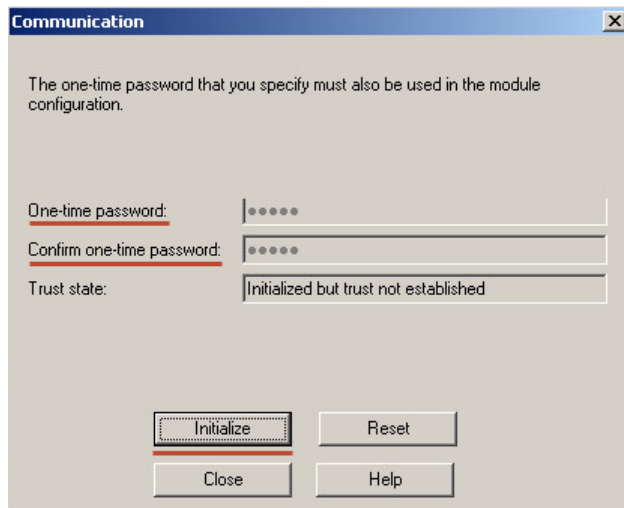 Communication
The one-time password that you specify must also be used in the module
configuration.
One-time password:
Confirm one-time password:
Trust state: Initialized but trust not established
Initialize Reset
Close Help